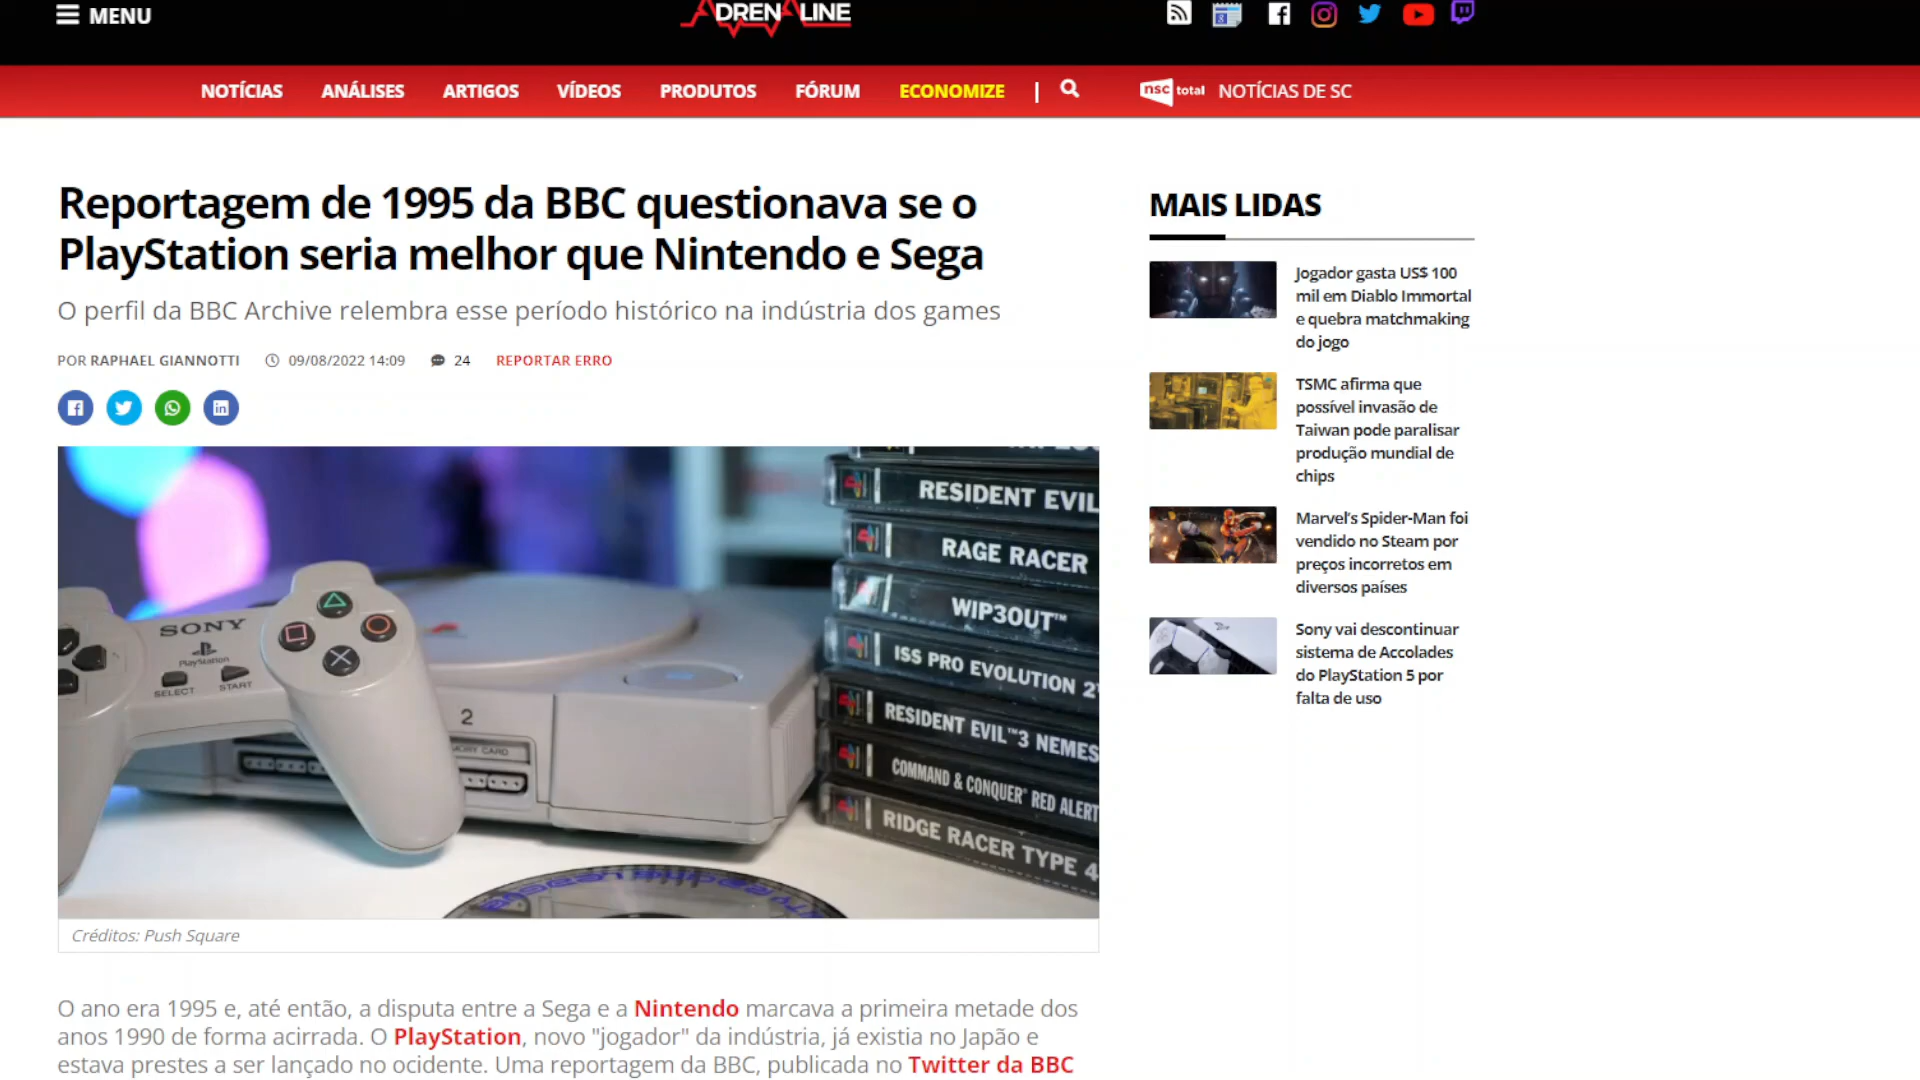 MENU
ADRENALINE
NOTÍCIAS ANÁLISES ARTIGOS VÍDEOS PRODUTOS FÓRUM ECONOMIZE | nsc total NOTÍCIAS DE SC
Reportagem de 1995 da BBC questionava se o
PlayStation seria melhor que Nintendo e Sega
O perfil da BBC Archive relembra esse período histórico na indústria dos games
POR RAPHAEL GIANNOTTI 09/08/2022 14:09 24 REPORTAR ERRO
RESIDENT EVIL
RAGE RACER
WIP3OUT™
ISS PRO EVOLUTION 2
RESIDENT EVIL™3 NEMES
COMMAND & CONQUER RED ALERT
RIDGE RACER TYPE 4
SONY
PlayStation
SELECT START
2
MEMORY CARD
Créditos: Push Square
O ano era 1995 e, até então, a disputa entre a Sega e a Nintendo marcava a primeira metade dos
anos 1990 de forma acirrada. O PlayStation, novo "jogador" da indústria, já existia no Japão e
estava prestes a ser lançado no ocidente. Uma reportagem da BBC, publicada no Twitter da BBC
MAIS LIDAS
Jogador gasta US$ 100
mil em Diablo Immortal
e quebra matchmaking
do jogo
TSMC afirma que
possível invasão de
Taiwan pode paralisar
produção mundial de
chips
Marvel's Spider-Man foi
vendido no Steam por
preços incorretos em
diversos países
Sony vai descontinuar
sistema de Accolades
do PlayStation 5 por
falta de uso